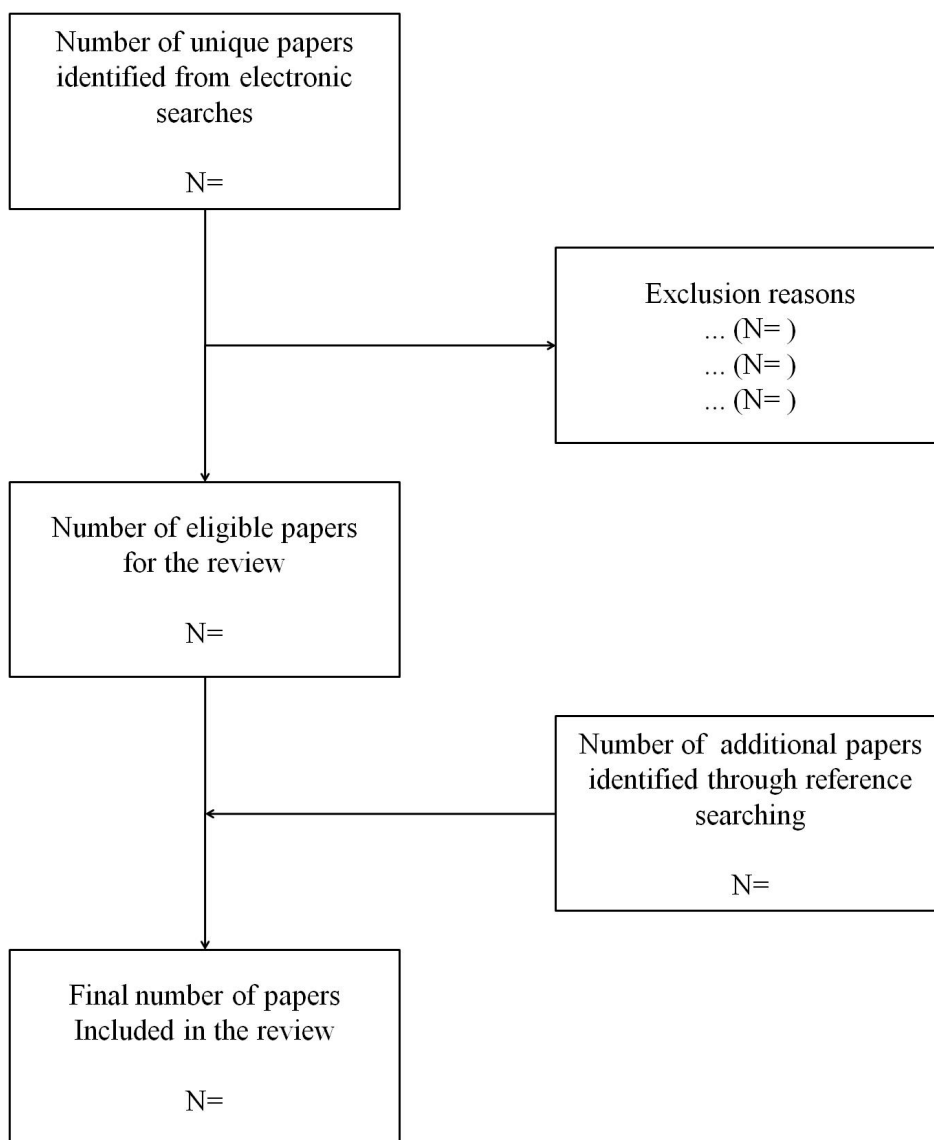 Number of unique papers
identified from electronic
searches
N=
Exclusion reasons
... (N= )
... (N= )
... (N= )
Number of eligible papers
for the review
N=
Number of  additional papers
identified through reference
searching
N=
Final number of papers
Included in the review
N=